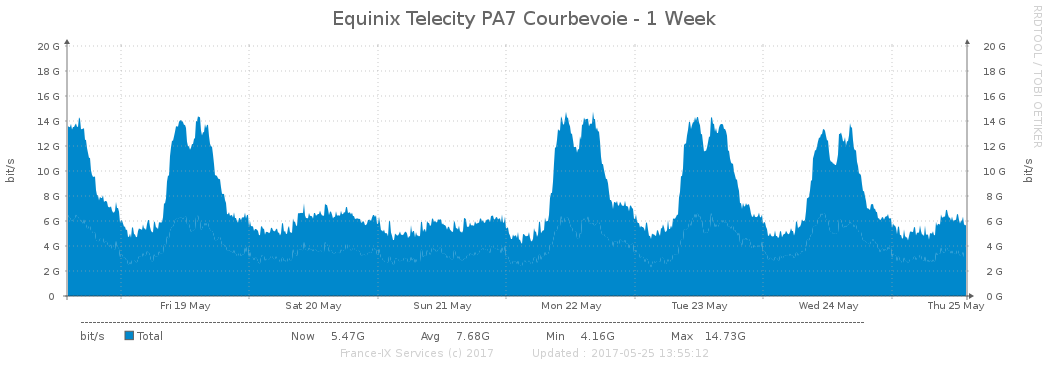 Equinix Telecity PA7 Courbevoie - 1 Week
RRDTOOL / TOBI OETIKER
20 G 20 G
18 G 18 G
16 G 16 G
14 G 14 G
12 G 12 G
10 G 10 G
8 G 8 G
6 G 6 G
4 G 4 G
2 G 2 G
0 0 G
bit/s
bit/s
Fri 19 May Sat 20 May Sun 21 May Mon 22 May Tue 23 May Wed 24 May Thu 25 May
bit/s Total Now 5.47G Avg 7.68G Min 4.16G Max 14.73G
France-IX Services (c) 2017 Updated : 2017-05-25 13:55:12